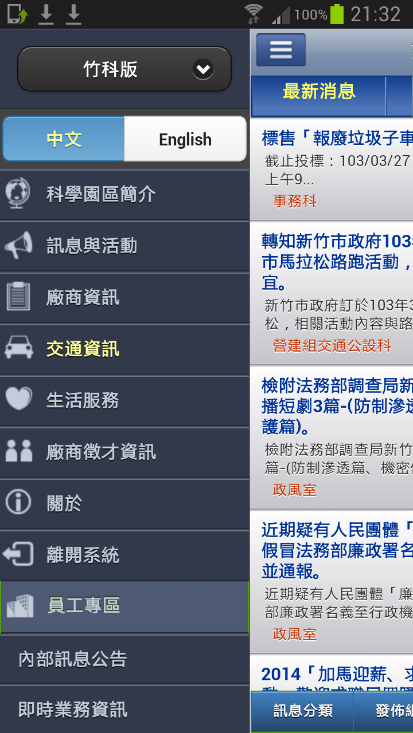 100% 21:32
竹科版
中文 English
科學園區簡介
訊息與活動
廠商資訊
交通資訊
生活服務
廠商徵才資訊
關於
離開系統
員工專區
內部訊息公告
即時業務資訊
最新消息
標售「報廢垃圾子車
截止投標：103/03/27
上午9...
事務科
轉知新竹市政府103
市馬拉松路跑活動，
宜。
新竹市政府訂於103年3
松，相關活動內容與路
營建組交通公設科
檢附法務部調查局新
播短劇3篇-(防制滲透
護篇)。
檢附法務部調查局新竹
篇-(防制滲透篇、機密
政風室
近期疑有人民團體「
假冒法務部廉政署名
並通報。
近期疑有人民團體「廉
部廉政署名義至行政機
政風室
2014「加馬迎薪、求
訊息分類 發佈組